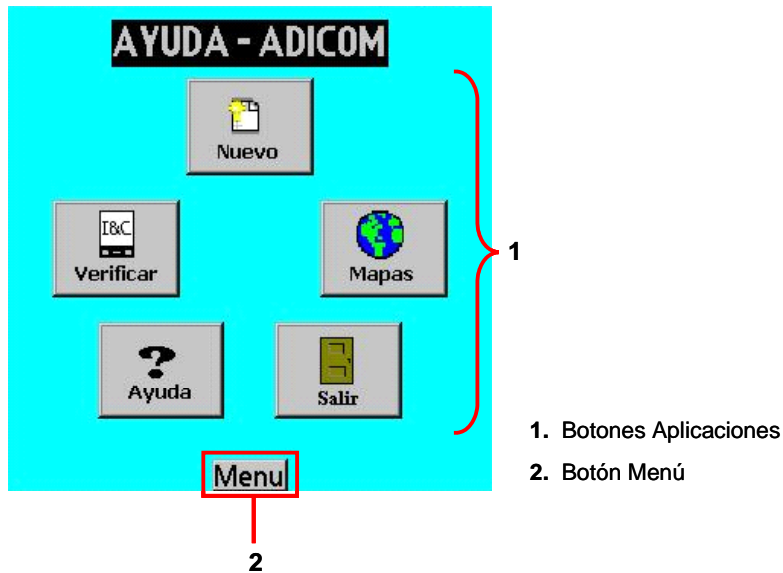 AYUDA - ADICOM
Nuevo
I&C
Verificar
Mapas
1
?
Ayuda
Salir
1. Botones Aplicaciones
2. Botón Menú
Menu
2